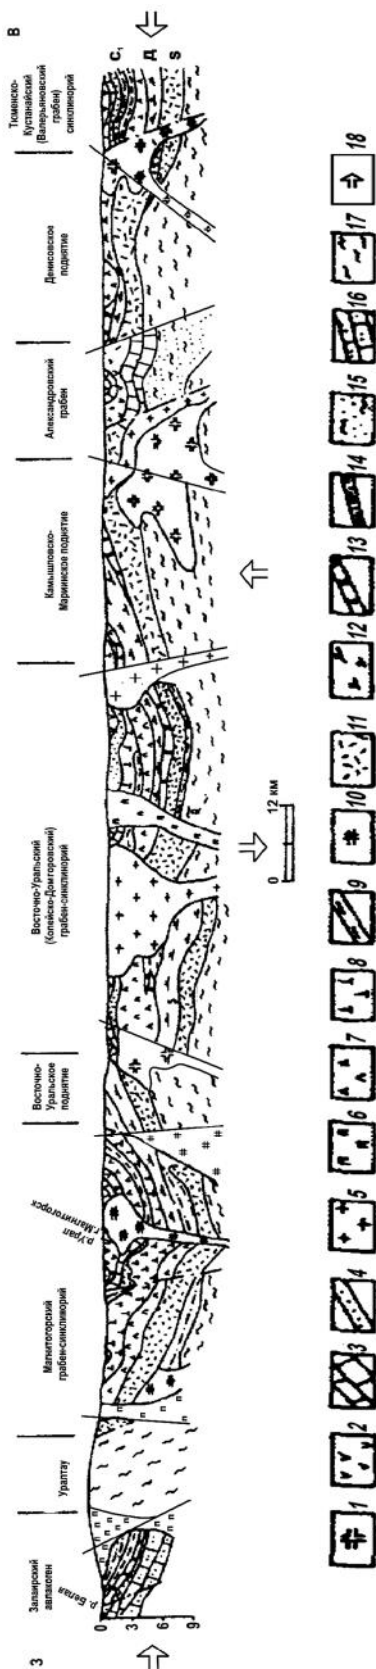 З
В
Залаирский
авлакоген
Уралтау
Магнитогорский
грабен-синклинорий
Восточно-
Уральское
поднятие
Восточно-Уральский
(Копейско-Домгоровский)
грабен-синклинорий
Камышловско-
Мариинское поднятие
Александровский
грабен
Денисовское
поднятие
Тюменско-
Кустанайский
(Валерьяновский
грабен)
синклинорий
р. Белая
р.Урал
г.Магнитогорск
0
3
6
9
C₁
Д
S
0 12 км
1 2 3 4 5 6 7 8 9 10 11 12 13 14 15 16 17 18